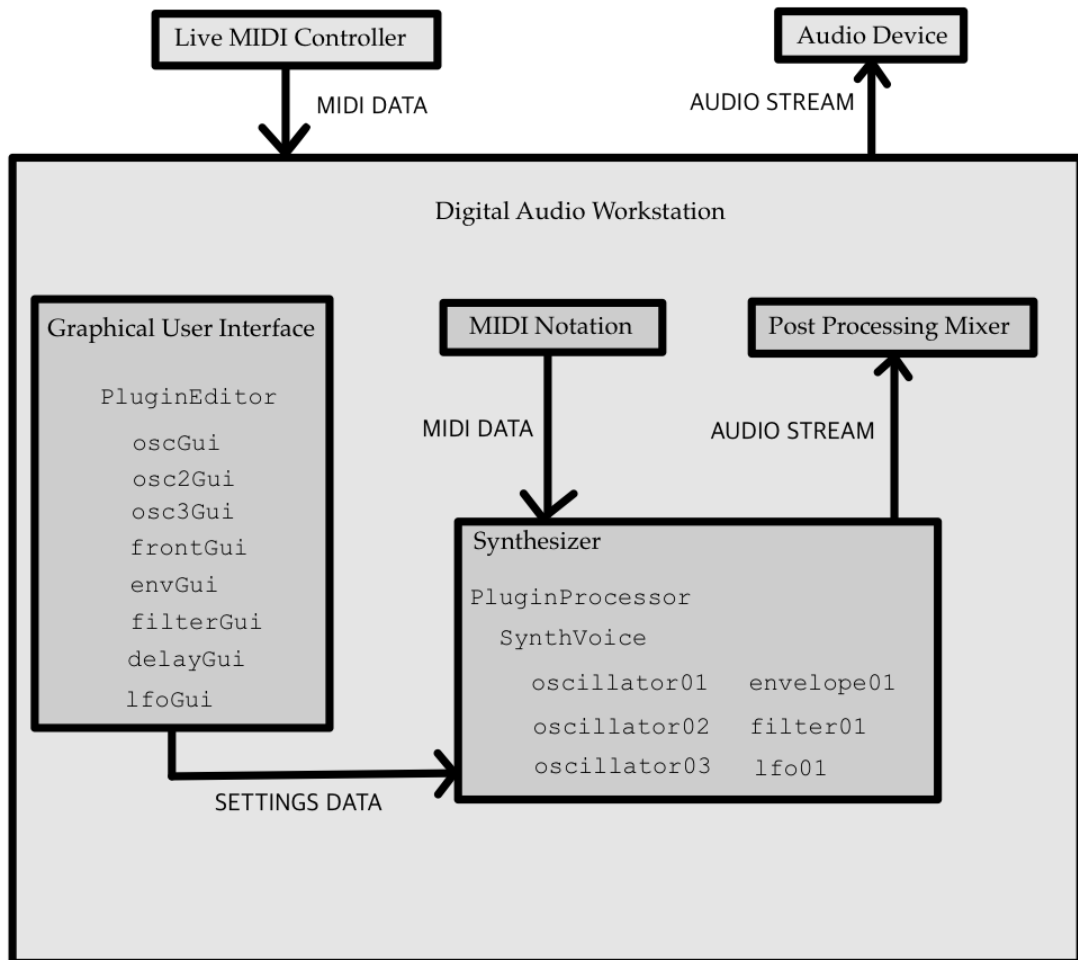 Live MIDI Controller
Audio Device
MIDI DATA
AUDIO STREAM
Digital Audio Workstation
Graphical User Interface
PluginEditor
oscGui
osc2Gui
osc3Gui
frontGui
envGui
filterGui
delayGui
lfoGui
MIDI Notation
Post Processing Mixer
MIDI DATA
AUDIO STREAM
Synthesizer
PluginProcessor
SynthVoice
oscillator01 envelope01
oscillator02 filter01
oscillator03 lfo01
SETTINGS DATA